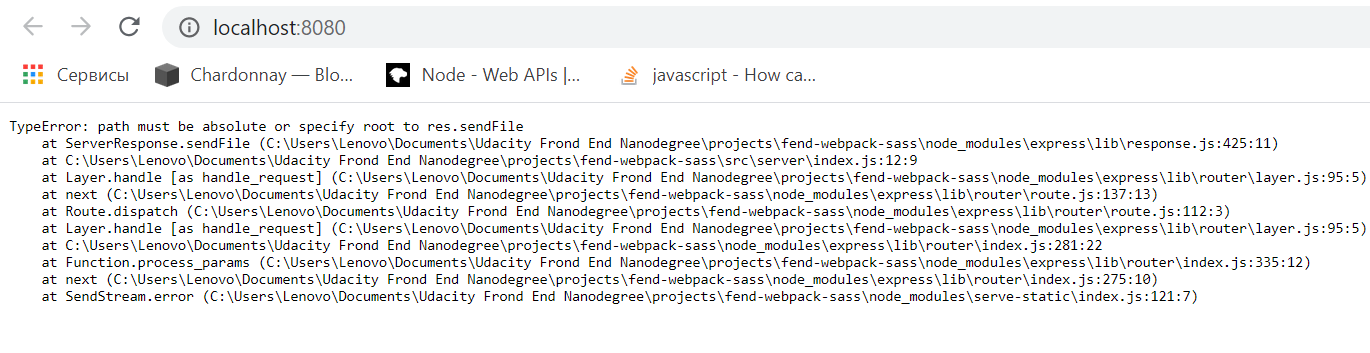 localhost:8080
Сервисы Chardonnay — Blo... Node - Web APIs |... javascript - How ca...
TypeError: path must be absolute or specify root to res.sendFile
at ServerResponse.sendFile (C:\Users\Lenovo\Documents\Udacity Frond End Nanodegree\projects\fend-webpack-sass\node_modules\express\lib\response.js:425:11)
at C:\Users\Lenovo\Documents\Udacity Frond End Nanodegree\projects\fend-webpack-sass\src\server\index.js:12:9
at Layer.handle [as handle_request] (C:\Users\Lenovo\Documents\Udacity Frond End Nanodegree\projects\fend-webpack-sass\node_modules\express\lib\router\layer.js:95:5)
at next (C:\Users\Lenovo\Documents\Udacity Frond End Nanodegree\projects\fend-webpack-sass\node_modules\express\lib\router\route.js:137:13)
at Route.dispatch (C:\Users\Lenovo\Documents\Udacity Frond End Nanodegree\projects\fend-webpack-sass\node_modules\express\lib\router\route.js:112:3)
at Layer.handle [as handle_request] (C:\Users\Lenovo\Documents\Udacity Frond End Nanodegree\projects\fend-webpack-sass\node_modules\express\lib\router\layer.js:95:5)
at C:\Users\Lenovo\Documents\Udacity Frond End Nanodegree\projects\fend-webpack-sass\node_modules\express\lib\router\index.js:281:22
at Function.process_params (C:\Users\Lenovo\Documents\Udacity Frond End Nanodegree\projects\fend-webpack-sass\node_modules\express\lib\router\index.js:335:12)
at next (C:\Users\Lenovo\Documents\Udacity Frond End Nanodegree\projects\fend-webpack-sass\node_modules\express\lib\router\index.js:275:10)
at SendStream.error (C:\Users\Lenovo\Documents\Udacity Frond End Nanodegree\projects\fend-webpack-sass\node_modules\serve-static\index.js:121:7)